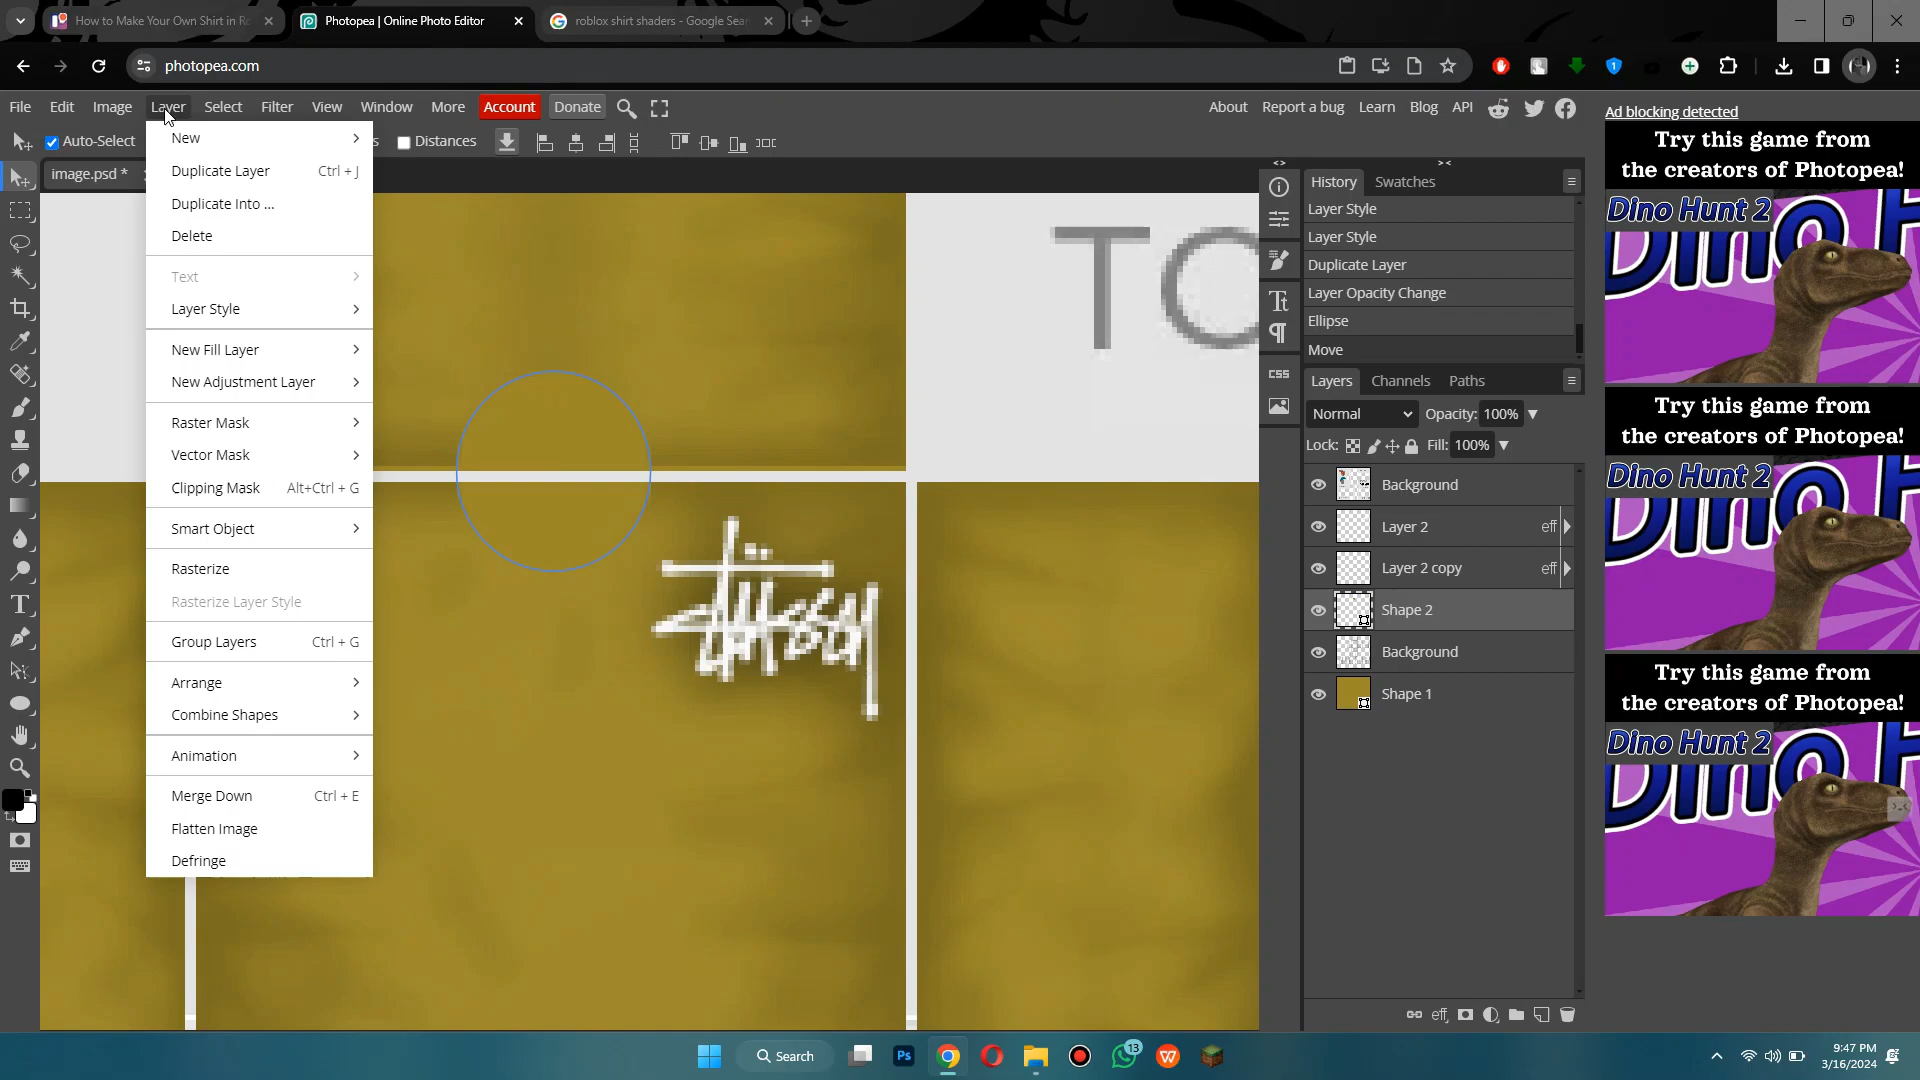 How to Make Your Own Shirt in Ro
Photopea | Online Photo Editor
roblox shirt shaders - Google Sear
photopea.com
File Edit Image Layer Select Filter View Window More Account Donate
About Report a bug Learn Blog API
Ad blocking detected
Auto-Select
Distances
image.psd *
New
Duplicate Layer Ctrl + J
Duplicate Into ...
Delete
Text
Layer Style
New Fill Layer
New Adjustment Layer
Raster Mask
Vector Mask
Clipping Mask Alt+Ctrl + G
Smart Object
Rasterize
Rasterize Layer Style
Group Layers Ctrl + G
Arrange
Combine Shapes
Animation
Merge Down Ctrl + E
Flatten Image
Defringe
TO
History Swatches
Layer Style
Layer Style
Duplicate Layer
Layer Opacity Change
Ellipse
Move
Layers Channels Paths
Normal Opacity: 100%
Lock: Fill: 100%
Background
Layer 2 eff
Layer 2 copy eff
Shape 2
Background
Shape 1
eff
CSS
Try this game from
the creators of Photopea!
Dino Hunt 2
Try this game from
the creators of Photopea!
Dino Hunt 2
Try this game from
the creators of Photopea!
Dino Hunt 2
Search
Ps
13
9:47 PM
3/16/2024